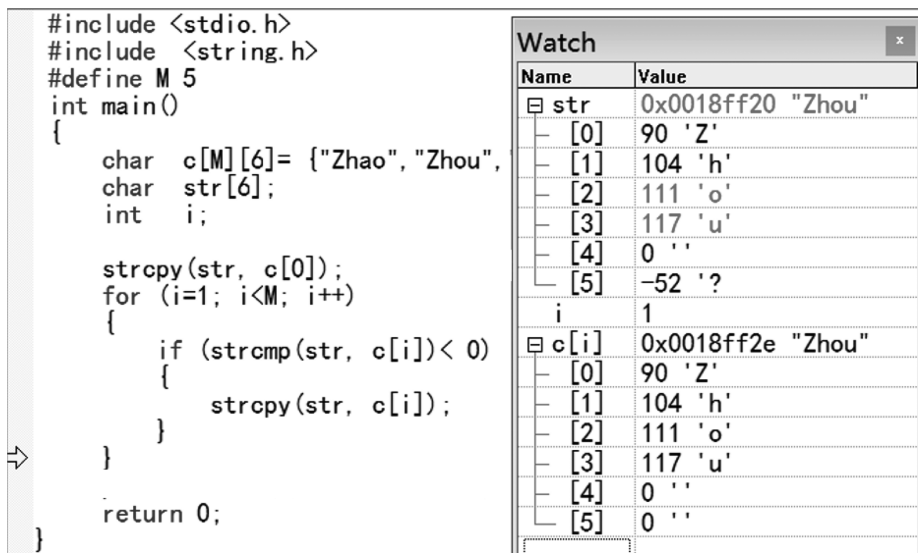 #include <stdio.h>
#include <string.h>
#define M 5
int main()
{
char c[M][6]= {"Zhao","Zhou",
char str[6];
int i;
strcpy(str, c[0]);
for (i=1; i<M; i++)
{
if (strcmp(str, c[i])< 0)
{
strcpy(str, c[i]);
}
}
return 0;
}
Watch
x
Name Value
str 0x0018ff20 "Zhou"
[0] 90 'Z'
[1] 104 'h'
[2] 111 'o'
[3] 117 'u'
[4] 0 ' '
[5] -52 '?
i 1
c[i] 0x0018ff2e "Zhou"
[0] 90 'Z'
[1] 104 'h'
[2] 111 'o'
[3] 117 'u'
[4] 0 ' '
[5] 0 ' '